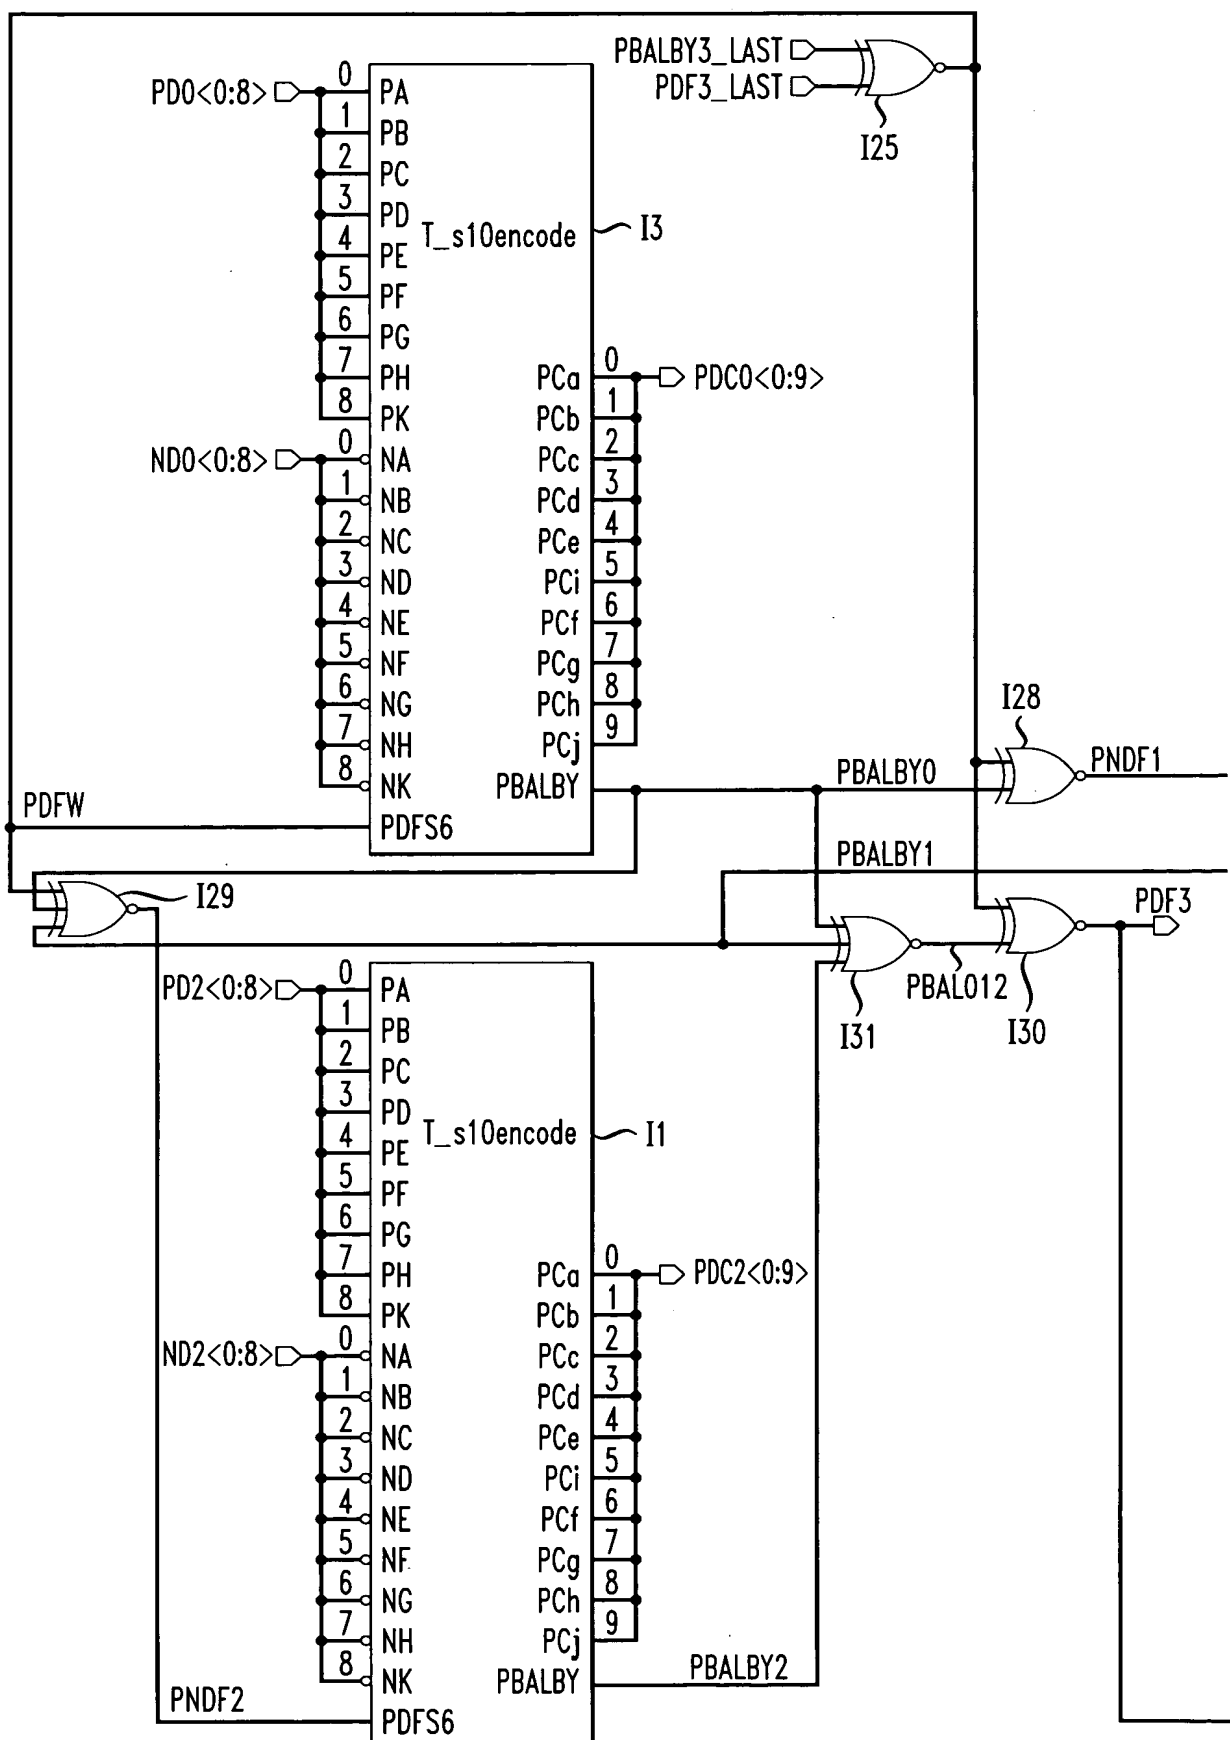 PBALBY3_LAST
PDF3_LAST
I25
PD0<0:8>
0 PA
1 PB
2 PC
3 PD
4 PE
5 PF
6 PG
7 PH
8 PK
T_s10encode
I3
PCa 0
PDC0<0:9>
PCb 1
PCc 2
PCd 3
PCe 4
PCi 5
PCf 6
PCg 7
PCh 8
PCj 9
ND0<0:8>
0 NA
1 NB
2 NC
3 ND
4 NE
5 NF
6 NG
7 NH
8 NK
PBALBY
PBALBY0
I28
PNDF1
PDFW
PDFS6
PBALBY1
I29
PDF3
PBAL012
I31
I30
PD2<0:8>
0 PA
1 PB
2 PC
3 PD
4 PE
5 PF
6 PG
7 PH
8 PK
T_s10encode
I1
PCa 0
PDC2<0:9>
PCb 1
PCc 2
PCd 3
PCe 4
PCi 5
PCf 6
PCg 7
PCh 8
PCj 9
ND2<0:8>
0 NA
1 NB
2 NC
3 ND
4 NE
5 NF
6 NG
7 NH
8 NK
PBALBY
PBALBY2
PNDF2
PDFS6